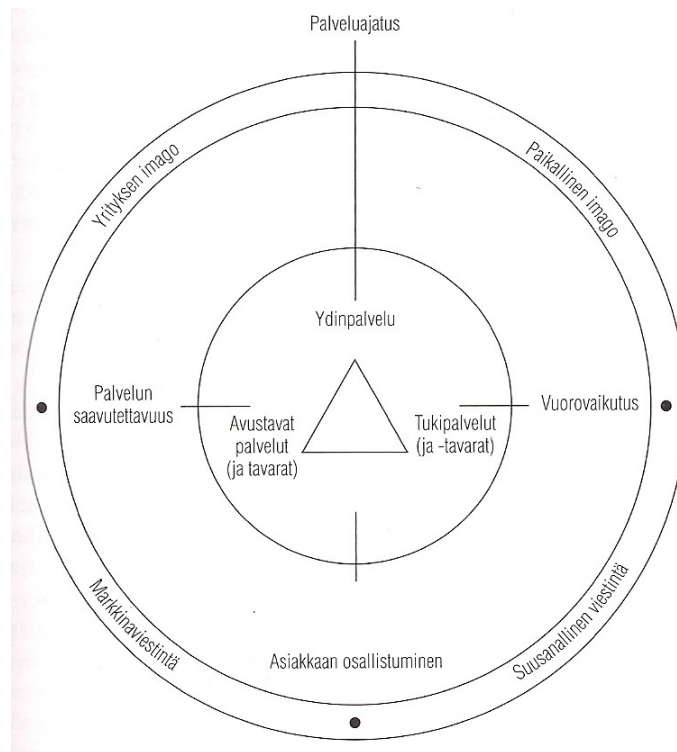 Palveluajatus
Yrityksen imago
Paikallinen imago
Ydinpalvelu
Palvelun
saavutettavuus
Avustavat
palvelut
(ja tavarat)
Tukipalvelut
(ja -tavarat)
Vuorovaikutus
Markkinaviestintä
Asiakkaan osallistuminen
Suusanallinen viestintä